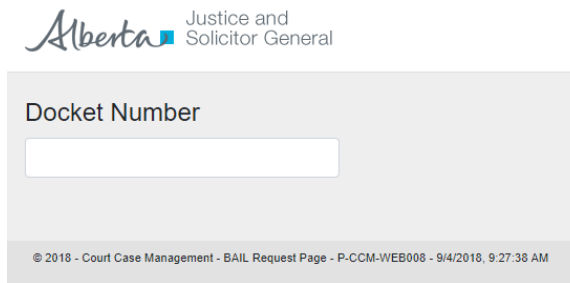 Alberta Justice and
Solicitor General
Docket Number
© 2018 - Court Case Management - BAIL Request Page - P-CCM-WEB008 - 9/4/2018, 9:27:38 AM